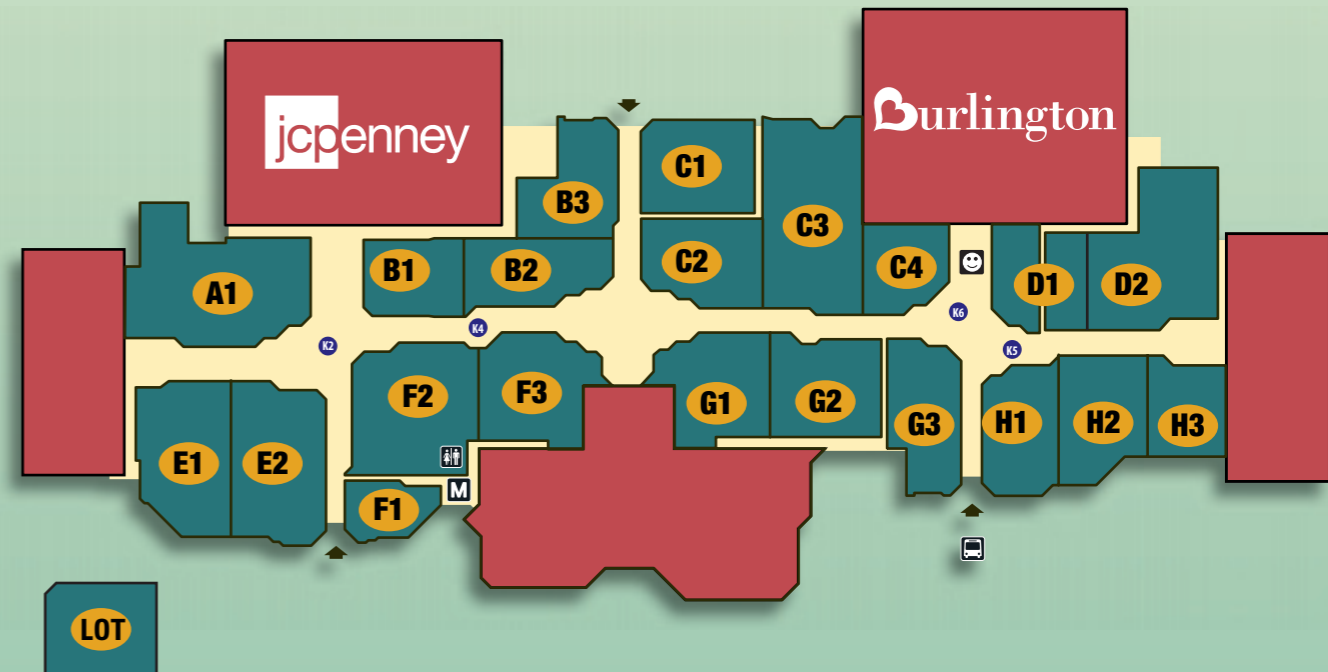 jcpenney
Burlington
C1
B3
C3
B1
B2
C2
C4
A1
D1
D2
K6
K4
K2
K5
F2
F3
G1
G2
G3
H1
H2
H3
E1
E2
M
F1
LOT